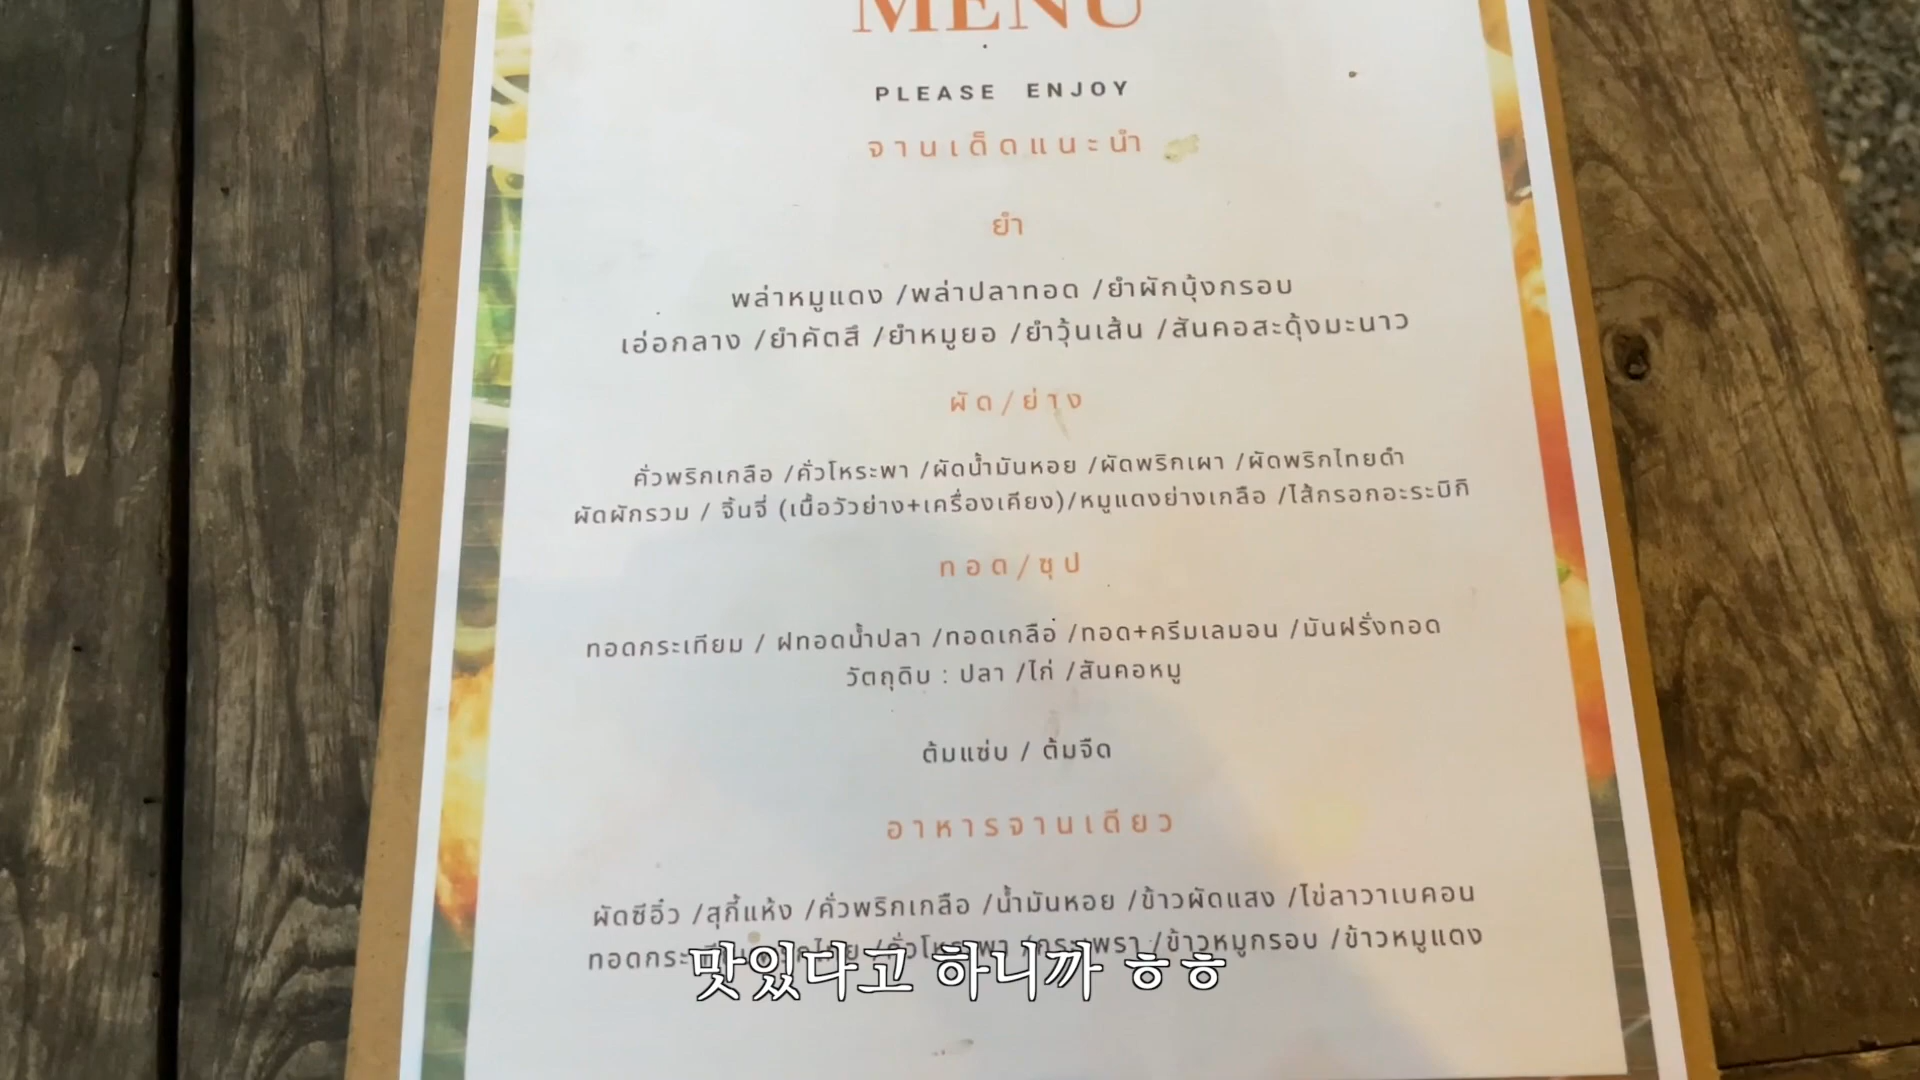 MENU
PLEASE ENJOY
จานเด็ดแนะนำ
ยำ
พล่าหมูแดง /พล่าปลาทอด /ยำผักบุ้งกรอบ
เอ่อกลาง /ยำคัตสึ /ยำหมูยอ /ยำวุ้นเส้น /สันคอสะดุ้งมะนาว
ผัด/ย่าง
คั่วพริกเกลือ /คั่วโหระพา /ผัดน้ำมันหอย /ผัดพริกเผา /ผัดพริกไทยดำ
ผัดผักรวม / จิ้นจี่ (เนื้อวัวย่าง+เครื่องเคียง)/หมูแดงย่างเกลือ /ไส้กรอกอะระบิกิ
ทอด/ซุป
ทอดกระเทียม / ฝทอดน้ำปลา /ทอดเกลือ /ทอด+ครีมเลมอน /มันฝรั่งทอด
วัตถุดิบ : ปลา /ไก่ /สันคอหมู
ต้มแซ่บ / ต้มจืด
อาหารจานเดียว
ผัดซีอิ๋ว /สุกี้แห้ง /คั่วพริกเกลือ /น้ำมันหอย /ข้าวผัดแสง /ไข่ลาวาเบคอน
/คั่วโหระพา /กระเพรา /ข้าวหมูกรอบ /ข้าวหมูแดง
맛있다고 하니까 ㅎㅎ